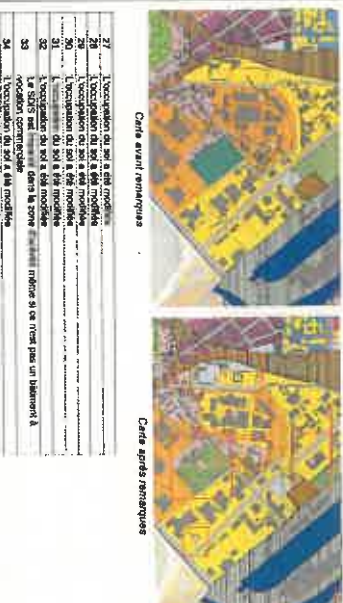 Carte avant remarques
Carte après remarques
27 L'occupation du sol a été
28 L'occupation du sol a été modifiée
29 L'occupation du sol a été modifiée
30 L'occupation du sol a été modifiée
31 du sol a été modifiée
32 L'occupation du sol a été modifiée
33 Le SDIS est dans la zone même si ce n'est pas un bâtiment à
vocation commerciale
34 L'occupation du sol a été modifiée